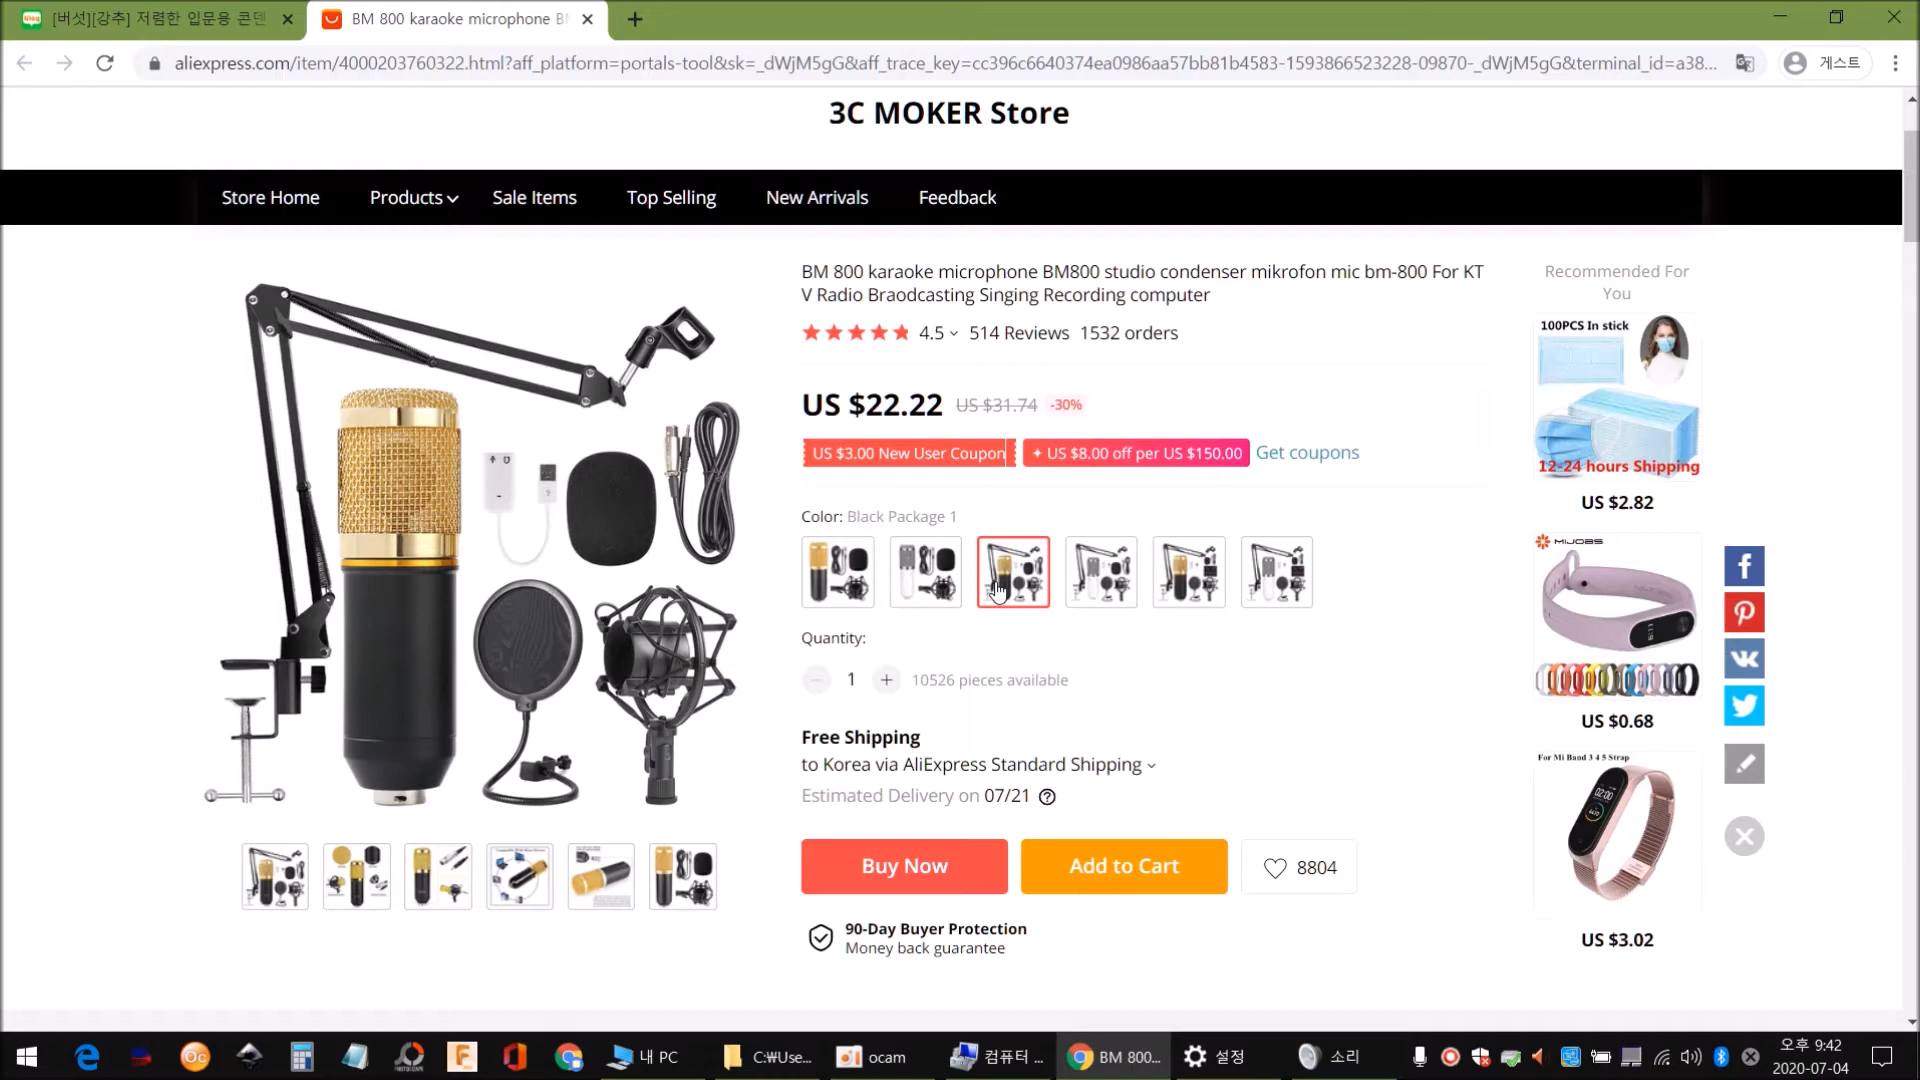 [버섯][강추] 저렴한 입문용 콘덴
BM 800 karaoke microphone BM
aliexpress.com/item/4000203760322.html?aff_platform=portals-tool&sk=_dWjM5gG&aff_trace_key=cc396c6640374ea0986aa57bb81b4583-1593866523228-09870-_dWjM5gG&terminal_id=a38...
게스트
3C MOKER Store
Store Home
Products
Sale Items
Top Selling
New Arrivals
Feedback
BM 800 karaoke microphone BM800 studio condenser mikrofon mic bm-800 For KT
V Radio Braodcasting Singing Recording computer
4.5
514 Reviews
1532 orders
US $22.22
US $31.74
-30%
US $3.00 New User Coupon
US $8.00 off per US $150.00
Get coupons
Color: Black Package 1
Quantity:
1
10526 pieces available
Free Shipping
to Korea via AliExpress Standard Shipping
Estimated Delivery on 07/21
Buy Now
Add to Cart
8804
90-Day Buyer Protection
Money back guarantee
Recommended For
You
100PCS In stick
12-24 hours Shipping
US $2.82
MIJOBS
US $0.68
For Mi Band 3 4 5 Strap
02:00
US $3.02
내 PC
C:₩Use...
ocam
컴퓨터 ...
BM 800...
설정
소리
오후 9:42
2020-07-04